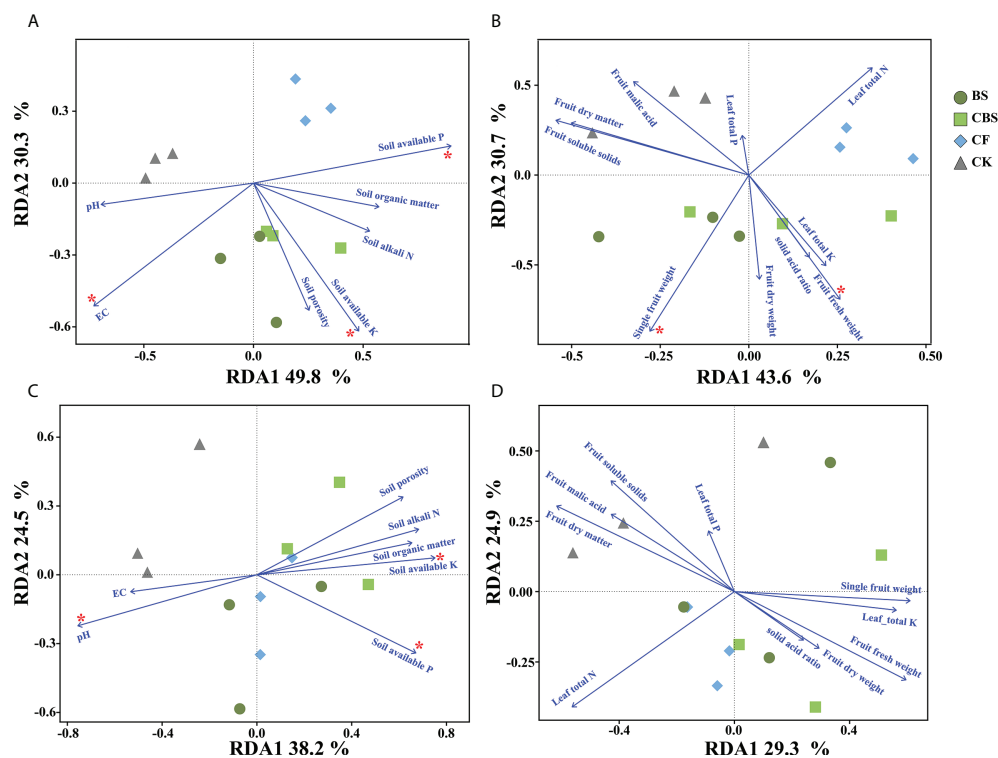 A
0.3
0.0
-0.3
-0.6
RDA2 30.3 %
-0.5
0.0
0.5
RDA1 49.8 %
Soil available P
*
Soil organic matter
Soil alkali N
Soil available K
*
Soil porosity
pH
*
EC
B
0.5
0.0
-0.5
RDA2 30.7 %
-0.5
-0.25
0.00
0.25
0.50
RDA1 43.6 %
Fruit malic acid
Fruit dry matter
Fruit soluble solids
Leaf total P
Leaf total N
Leaf total K
solid acid ratio
Fruit fresh weight
*
Fruit dry weight
Single fruit weight
*
BS
CBS
CF
CK
C
0.6
0.3
0.0
-0.3
-0.6
RDA2 24.5 %
-0.8
-0.4
0.0
0.4
0.8
RDA1 38.2 %
Soil porosity
Soil alkali N
Soil organic matter
*
Soil available K
*
Soil available P
EC
*
pH
D
0.50
0.25
0.00
-0.25
RDA2 24.9 %
-0.4
0.0
0.4
RDA1 29.3 %
Fruit soluble solids
Fruit malic acid
Fruit dry matter
Leaf total P
Single fruit weight
Leaf_total K
Fruit fresh weight
solid acid ratio
Fruit dry weight
Leaf total N